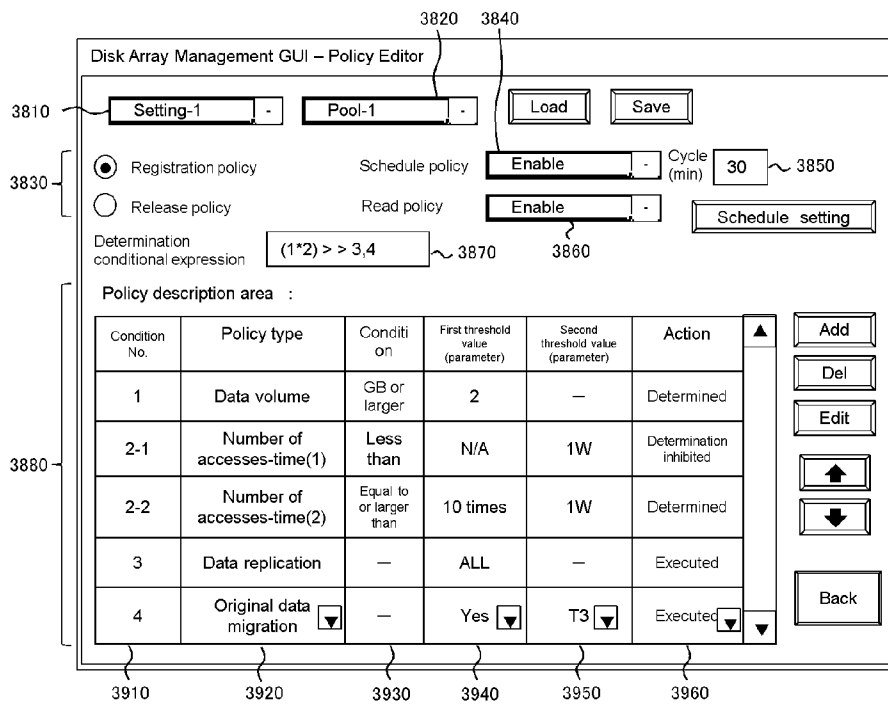 3820 3840
Disk Array Management GUI – Policy Editor
3810 Setting-1 - Pool-1 - Load Save
3830 Registration policy Schedule policy Enable - Cycle (min) 30 3850
Release policy Read policy Enable - Schedule setting
3860
Determination
conditional expression (1*2) > > 3,4 3870
Policy description area :
3880
Condition No. Policy type Conditi on First threshold value (parameter) Second threshold value (parameter) Action
1 Data volume GB or larger 2 – Determined
2-1 Number of accesses-time(1) Less than N/A 1W Determination inhibited
2-2 Number of accesses-time(2) Equal to or larger than 10 times 1W Determined
3 Data replication – ALL – Executed
4 Original data migration – Yes T3 Executed
Add
Del
Edit
Back
3910 3920 3930 3940 3950 3960